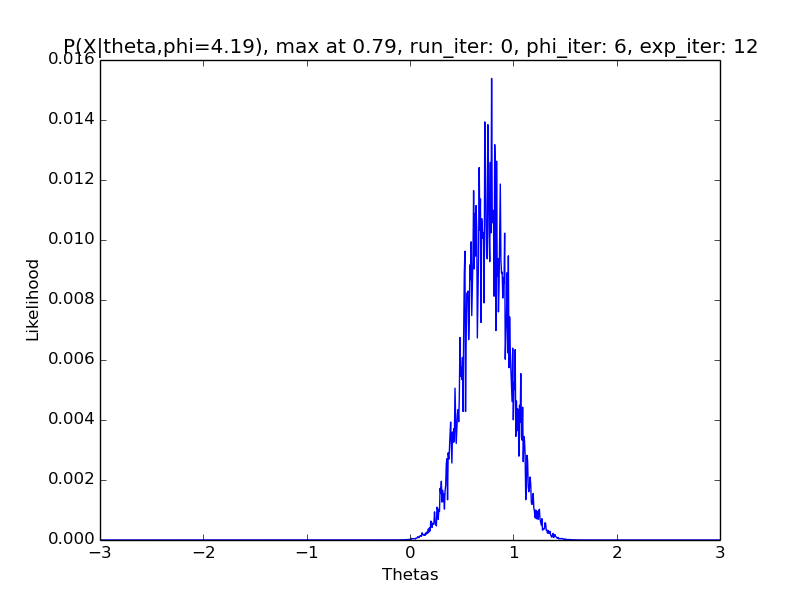 P(X|theta,phi=4.19), max at 0.79, run_iter: 0, phi_iter: 6, exp_iter: 12
0.016
0.014
0.012
0.010
0.008
0.006
0.004
0.002
0.000
Likelihood
−3 −2 −1 0 1 2 3
Thetas